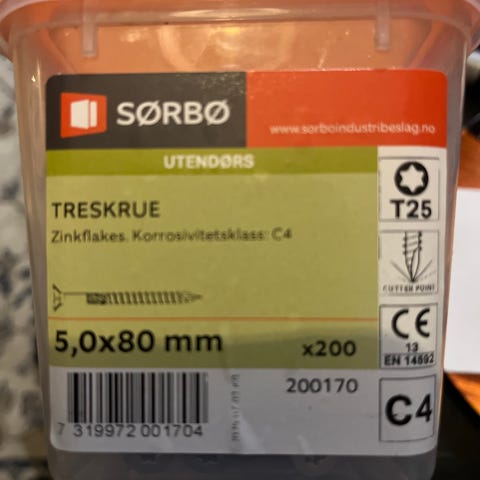 SØRBØ
www.sorboindustribeslag.no
UTENDØRS
TRESKRUE
Zinkflakes. Korrosivitetsklass: C4
T25
CUTTER POINT
5,0x80 mm
x200
CE
13
EN 14592
200170
7 319972 001704
C4